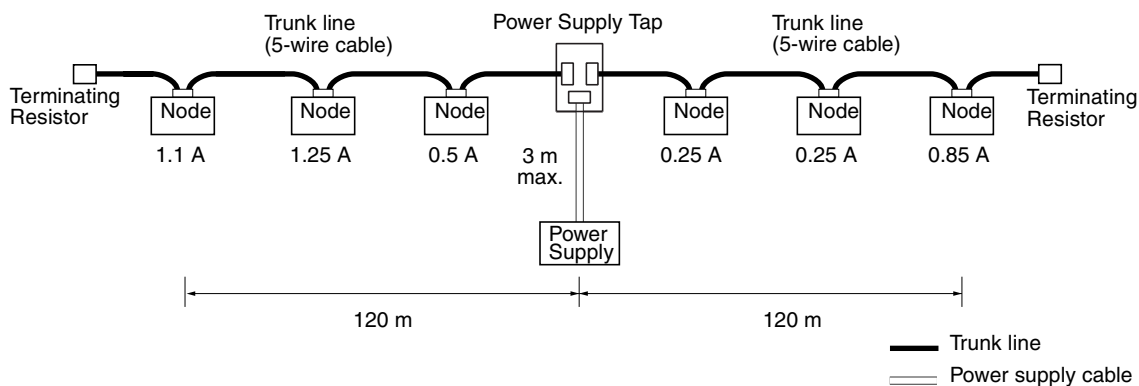 Power Supply Tap
Trunk line
(5-wire cable)
Trunk line
(5-wire cable)
Terminating
Resistor
Node
Node
Node
Node
Node
Node
Terminating
Resistor
1.1 A
1.25 A
0.5 A
3 m
max.
0.25 A
0.25 A
0.85 A
Power
Supply
120 m
120 m
Trunk line
Power supply cable